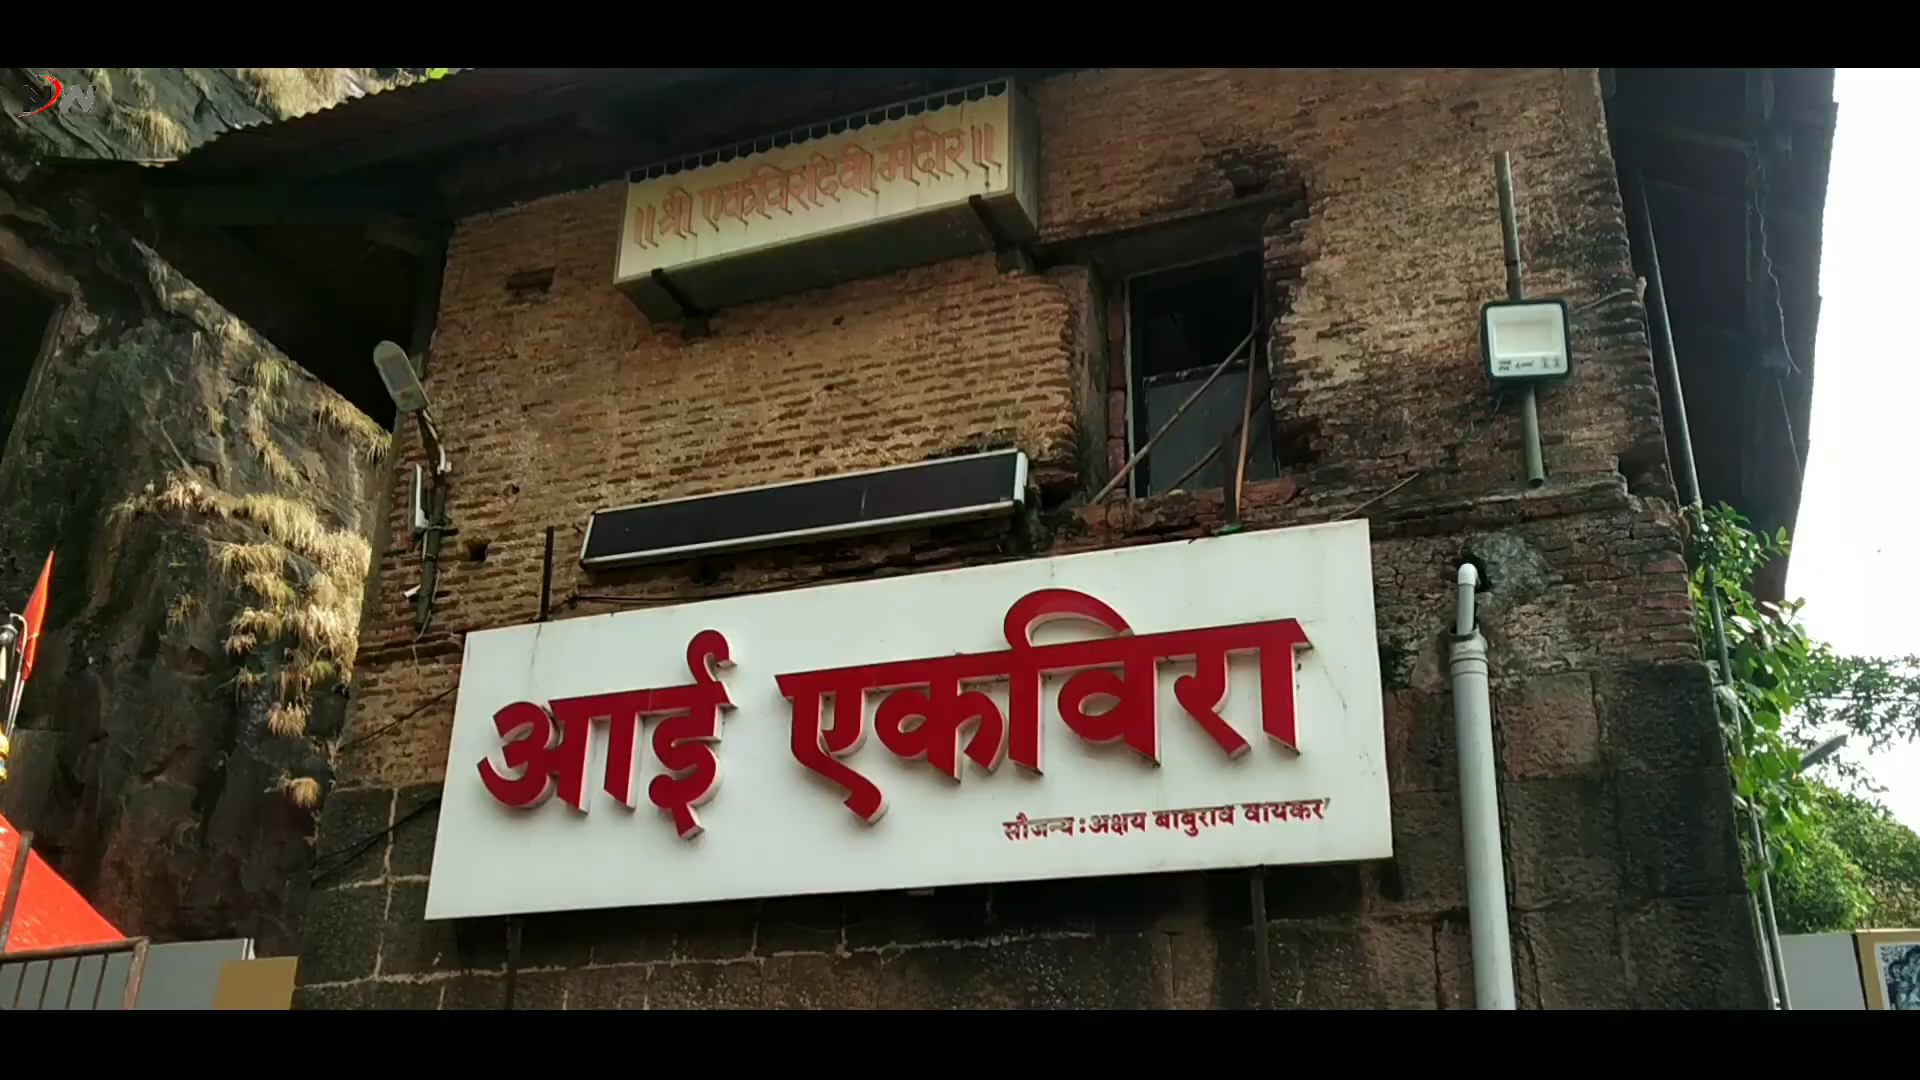 ॥ श्री एकविरादेवी मंदीर ॥
आई एकविरा
सौजन्य : अक्षय बाबुराव वायकर